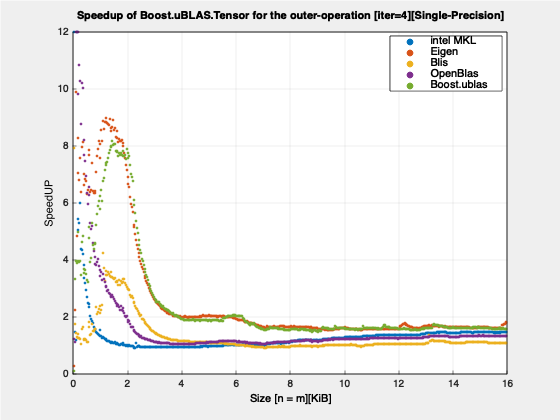 Speedup of Boost.uBLAS.Tensor for the outer-operation [iter=4][Single-Precision]
12
10
8
6
4
2
0
SpeedUP
intel MKL
Eigen
Blis
OpenBlas
Boost.ublas
0 2 4 6 8 10 12 14 16
Size [n = m][KiB]